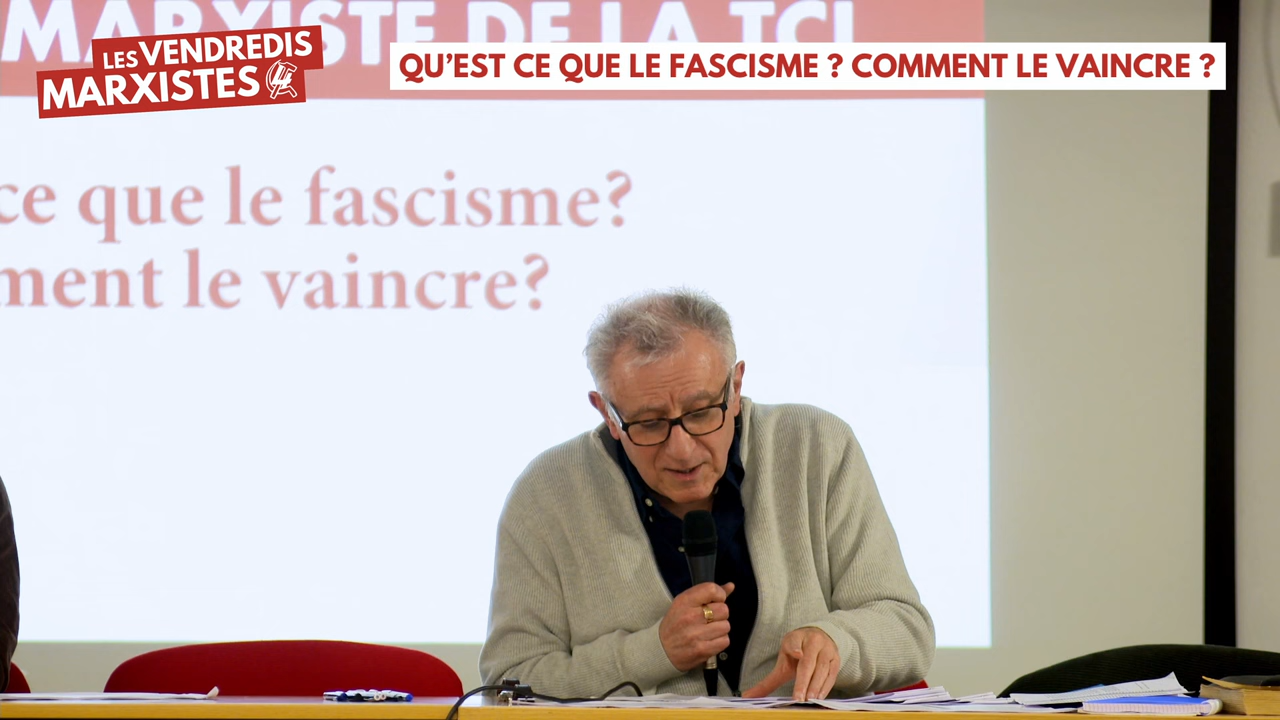 MARXISTE DE LA TCI
LES VENDREDIS
MARXISTES
QU'EST CE QUE LE FASCISME ? COMMENT LE VAINCRE ?
ce que le fascisme?
ment le vaincre?